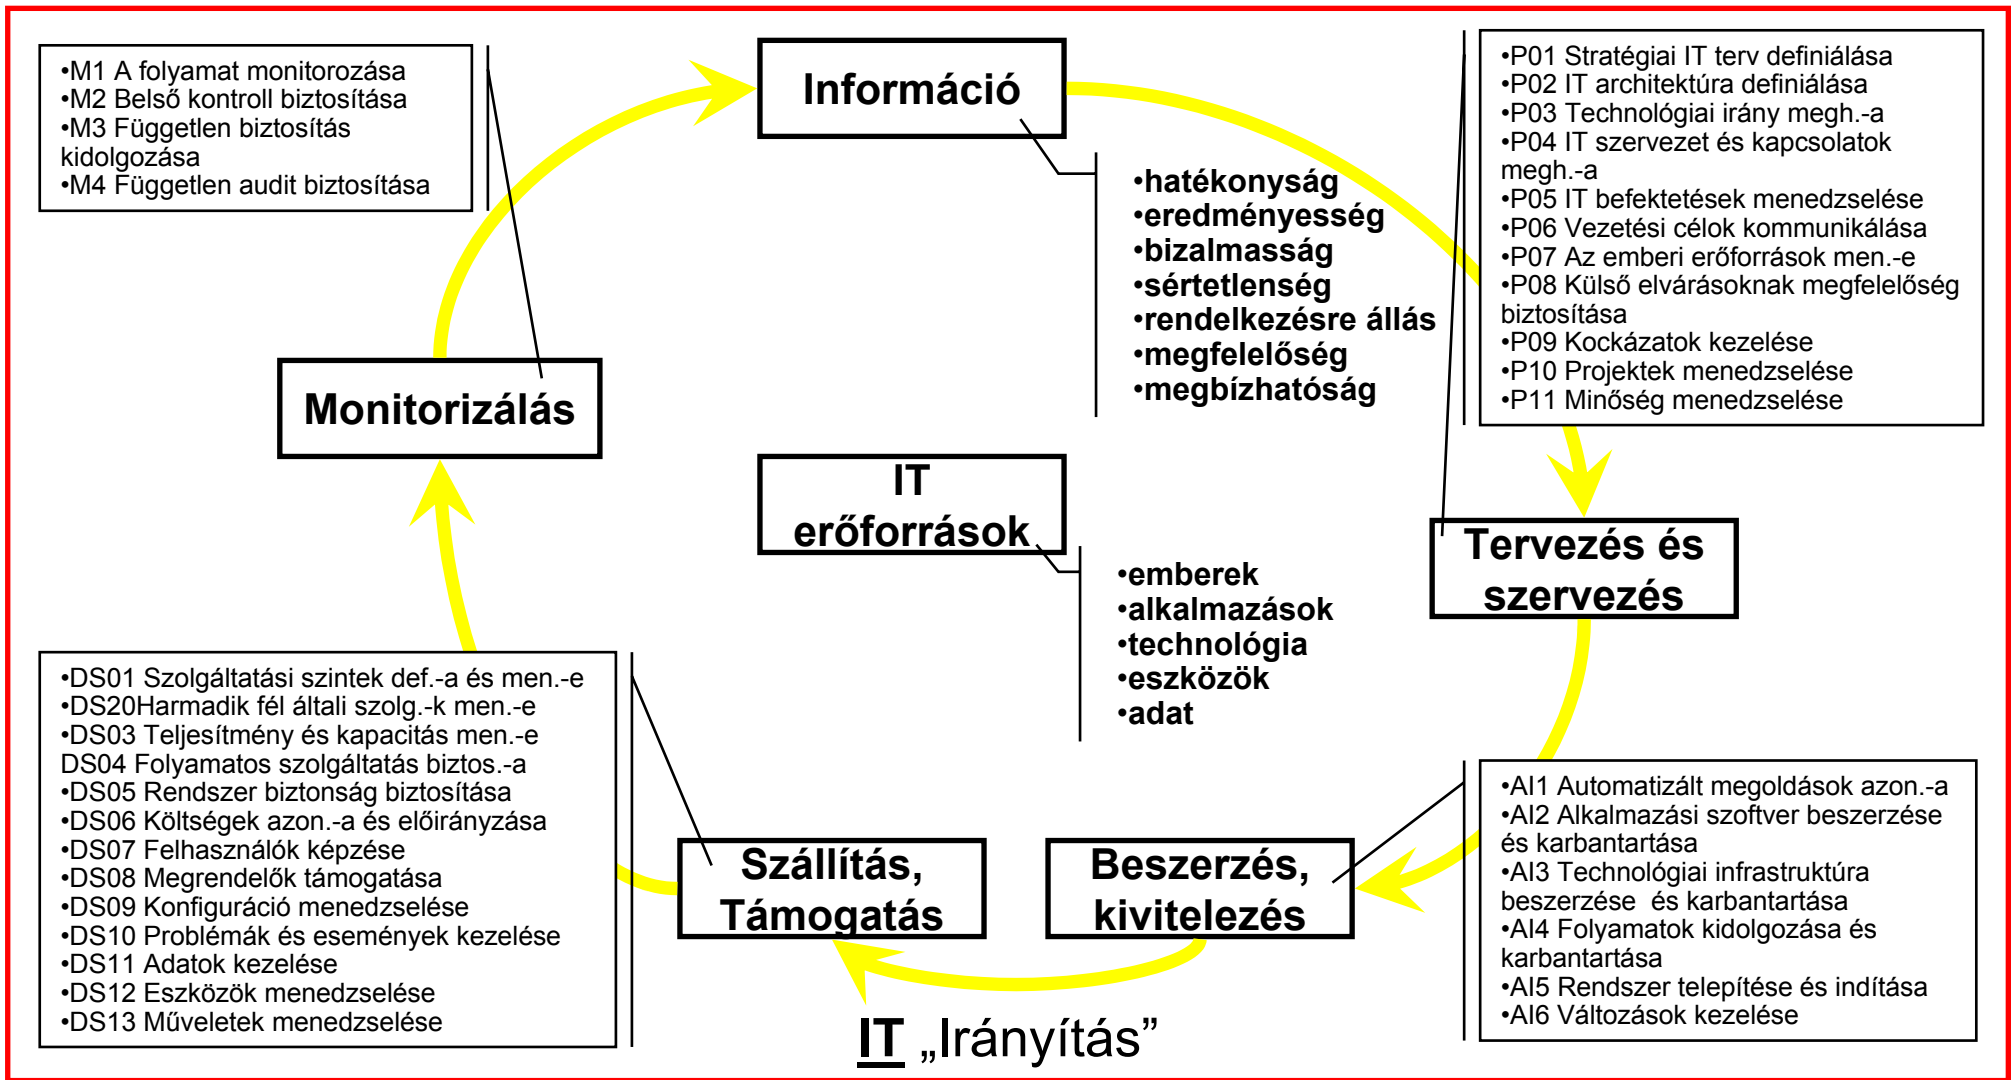 •M1 A folyamat monitorozása
•M2 Belső kontroll biztosítása
•M3 Független biztosítás
kidolgozása
•M4 Független audit biztosítása
Információ
•hatékonyság
•eredményesség
•bizalmasság
•sértetlenség
•rendelkezésre állás
•megfelelőség
•megbízhatóság
•P01 Stratégiai IT terv definiálása
•P02 IT architektúra definiálása
•P03 Technológiai irány megh.-a
•P04 IT szervezet és kapcsolatok
megh.-a
•P05 IT befektetések menedzselése
•P06 Vezetési célok kommunikálása
•P07 Az emberi erőforrások men.-e
•P08 Külső elvárásoknak megfelelőség
biztosítása
•P09 Kockázatok kezelése
•P10 Projektek menedzselése
•P11 Minőség menedzselése
Monitorizálás
IT
erőforrások
•emberek
•alkalmazások
•technológia
•eszközök
•adat
Tervezés és
szervezés
•DS01 Szolgáltatási szintek def.-a és men.-e
•DS20Harmadik fél általi szolg.-k men.-e
•DS03 Teljesítmény és kapacitás men.-e
DS04 Folyamatos szolgáltatás biztos.-a
•DS05 Rendszer biztonság biztosítása
•DS06 Költségek azon.-a és előirányzása
•DS07 Felhasználók képzése
•DS08 Megrendelők támogatása
•DS09 Konfiguráció menedzselése
•DS10 Problémák és események kezelése
•DS11 Adatok kezelése
•DS12 Eszközök menedzselése
•DS13 Műveletek menedzselése
Szállítás,
Támogatás
Beszerzés,
kivitelezés
•AI1 Automatizált megoldások azon.-a
•AI2 Alkalmazási szoftver beszerzése
és karbantartása
•AI3 Technológiai infrastruktúra
beszerzése  és karbantartása
•AI4 Folyamatok kidolgozása és
karbantartása
•AI5 Rendszer telepítése és indítása
•AI6 Változások kezelése
IT „Irányítás”